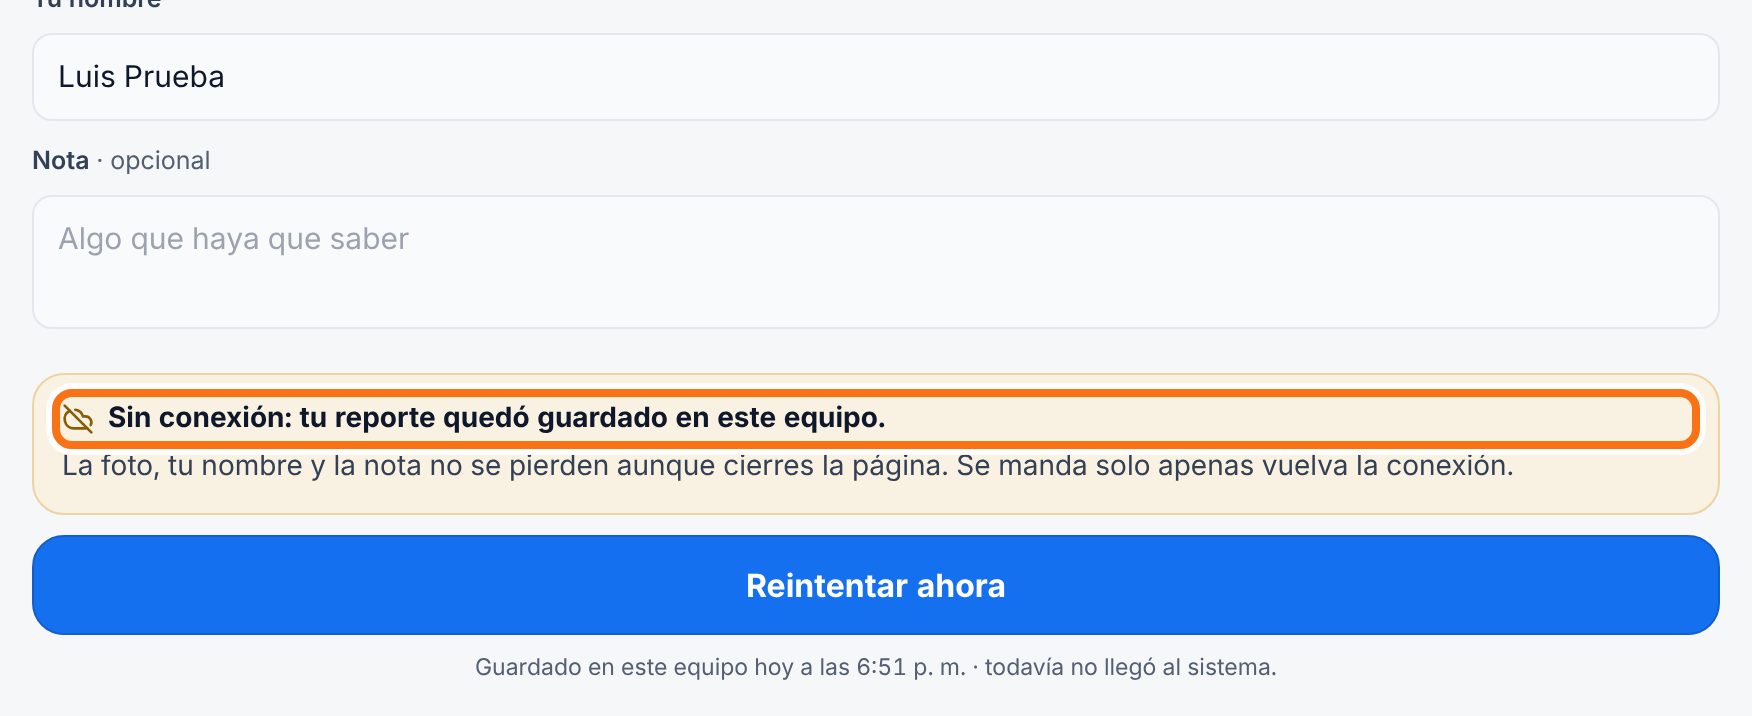 Tu nombre
Luis Prueba
Nota · opcional
Algo que haya que saber
Sin conexión: tu reporte quedó guardado en este equipo.
La foto, tu nombre y la nota no se pierden aunque cierres la página. Se manda solo apenas vuelva la conexión.
Reintentar ahora
Guardado en este equipo hoy a las 6:51 p. m. · todavía no llegó al sistema.